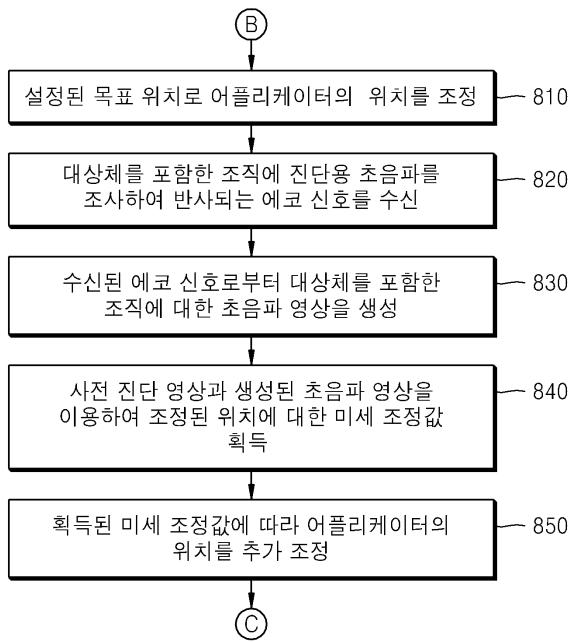 B
설정된 목표 위치로 어플리케이터의 위치를 조정
810
대상체를 포함한 조직에 진단용 초음파를
조사하여 반사되는 에코 신호를 수신
820
수신된 에코 신호로부터 대상체를 포함한
조직에 대한 초음파 영상을 생성
830
사전 진단 영상과 생성된 초음파 영상을
이용하여 조정된 위치에 대한 미세 조정값
획득
840
획득된 미세 조정값에 따라 어플리케이터의
위치를 추가 조정
850
C